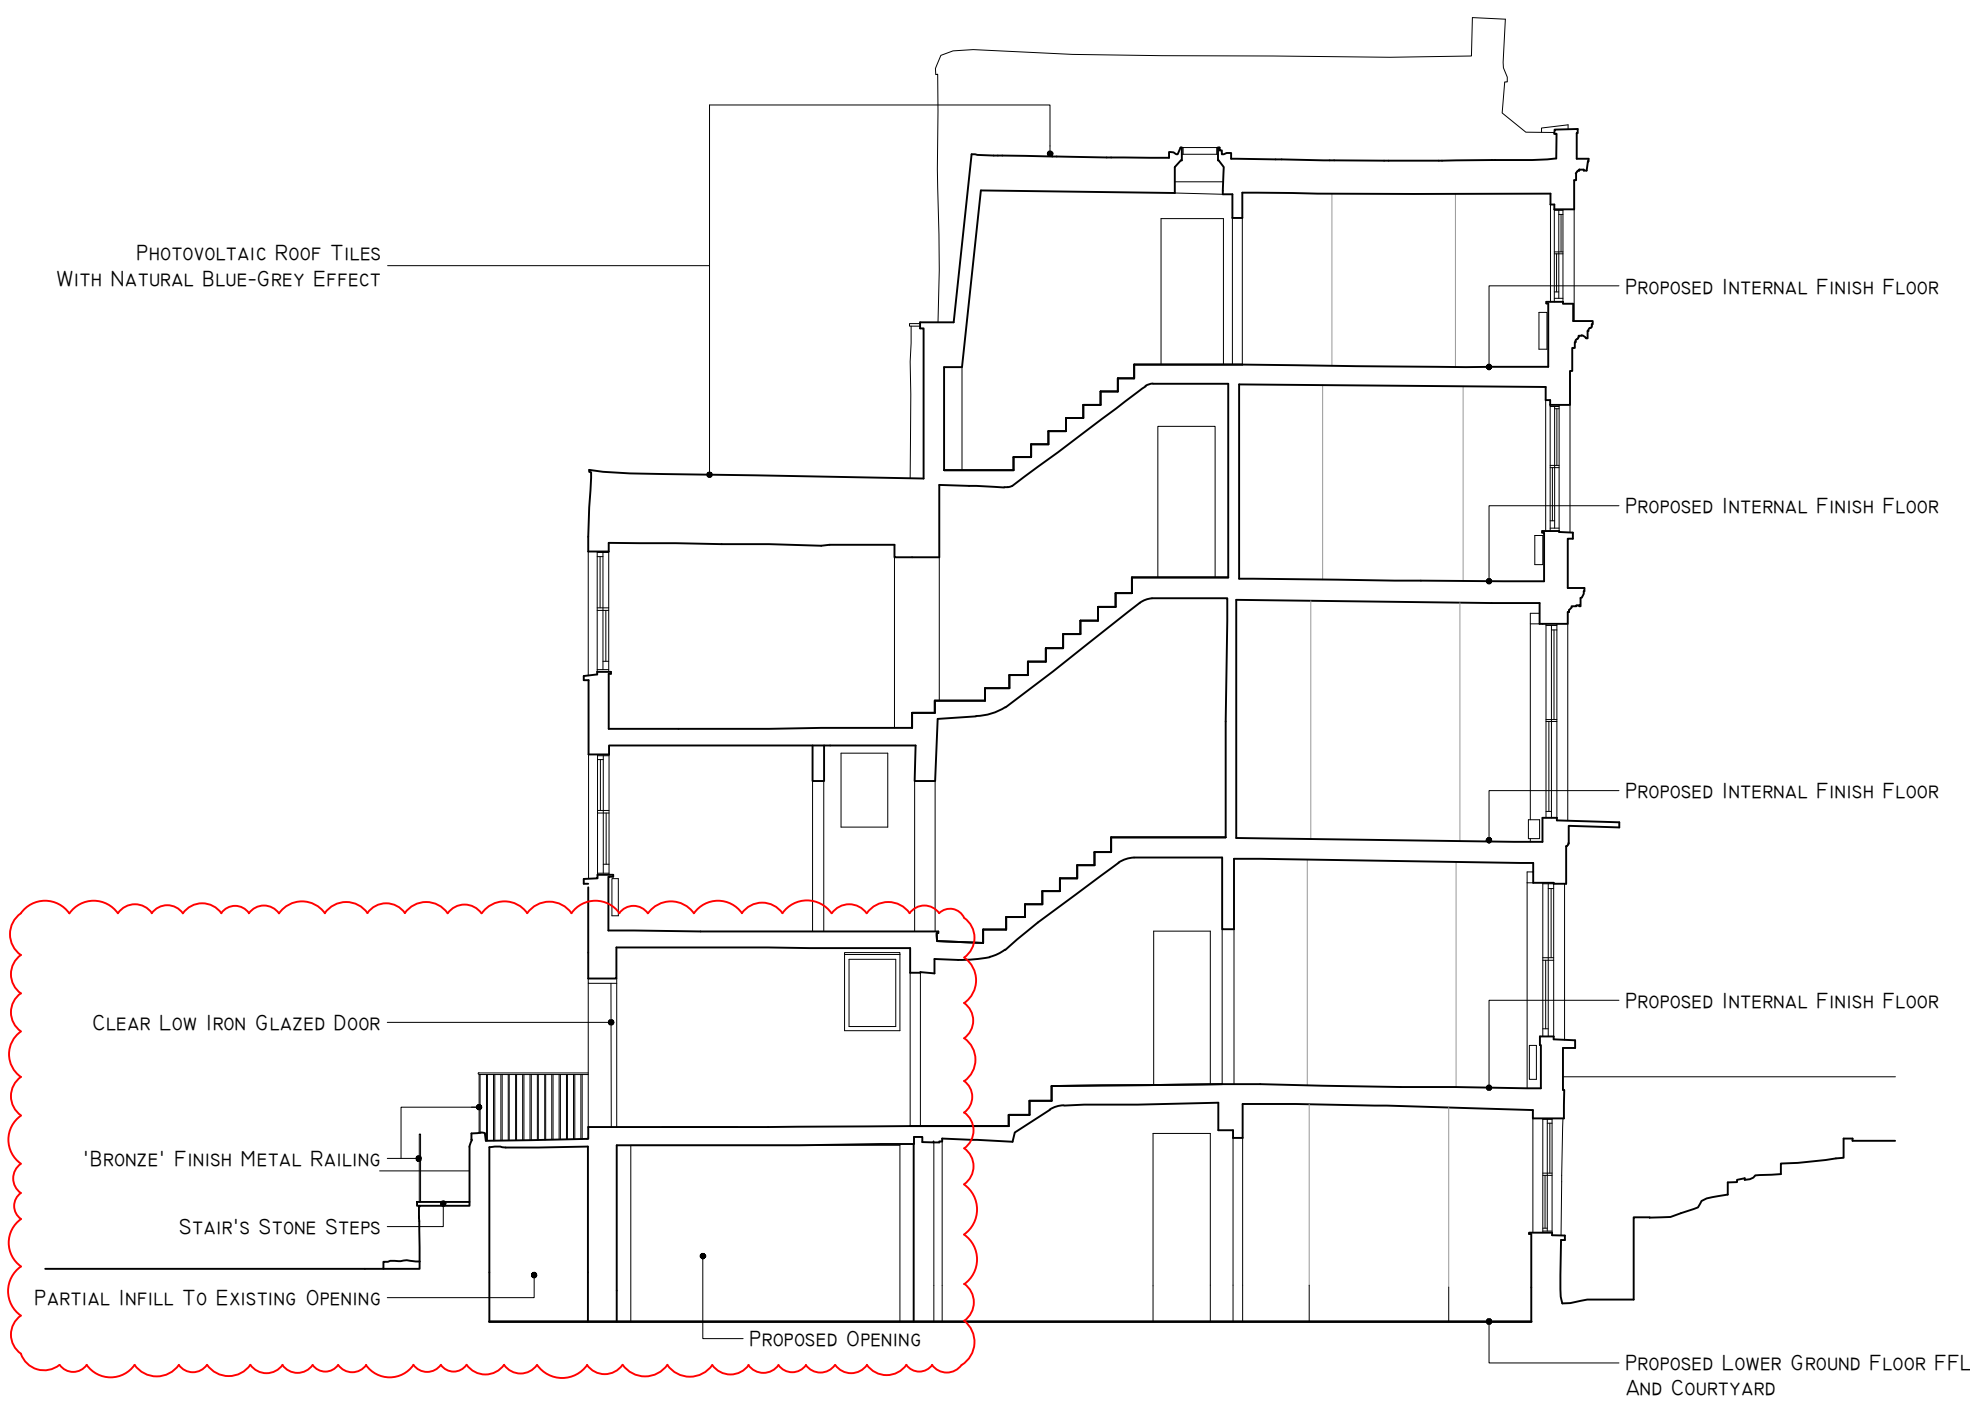 Photovoltaic Roof Tiles
With Natural Blue-Grey Effect
Proposed Internal Finish Floor
Proposed Internal Finish Floor
Proposed Internal Finish Floor
Proposed Internal Finish Floor
Clear Low Iron Glazed Door
'Bronze' Finish Metal Railing
Stair's Stone Steps
Partial Infill To Existing Opening
Proposed Opening
Proposed Lower Ground Floor FFL
And Courtyard